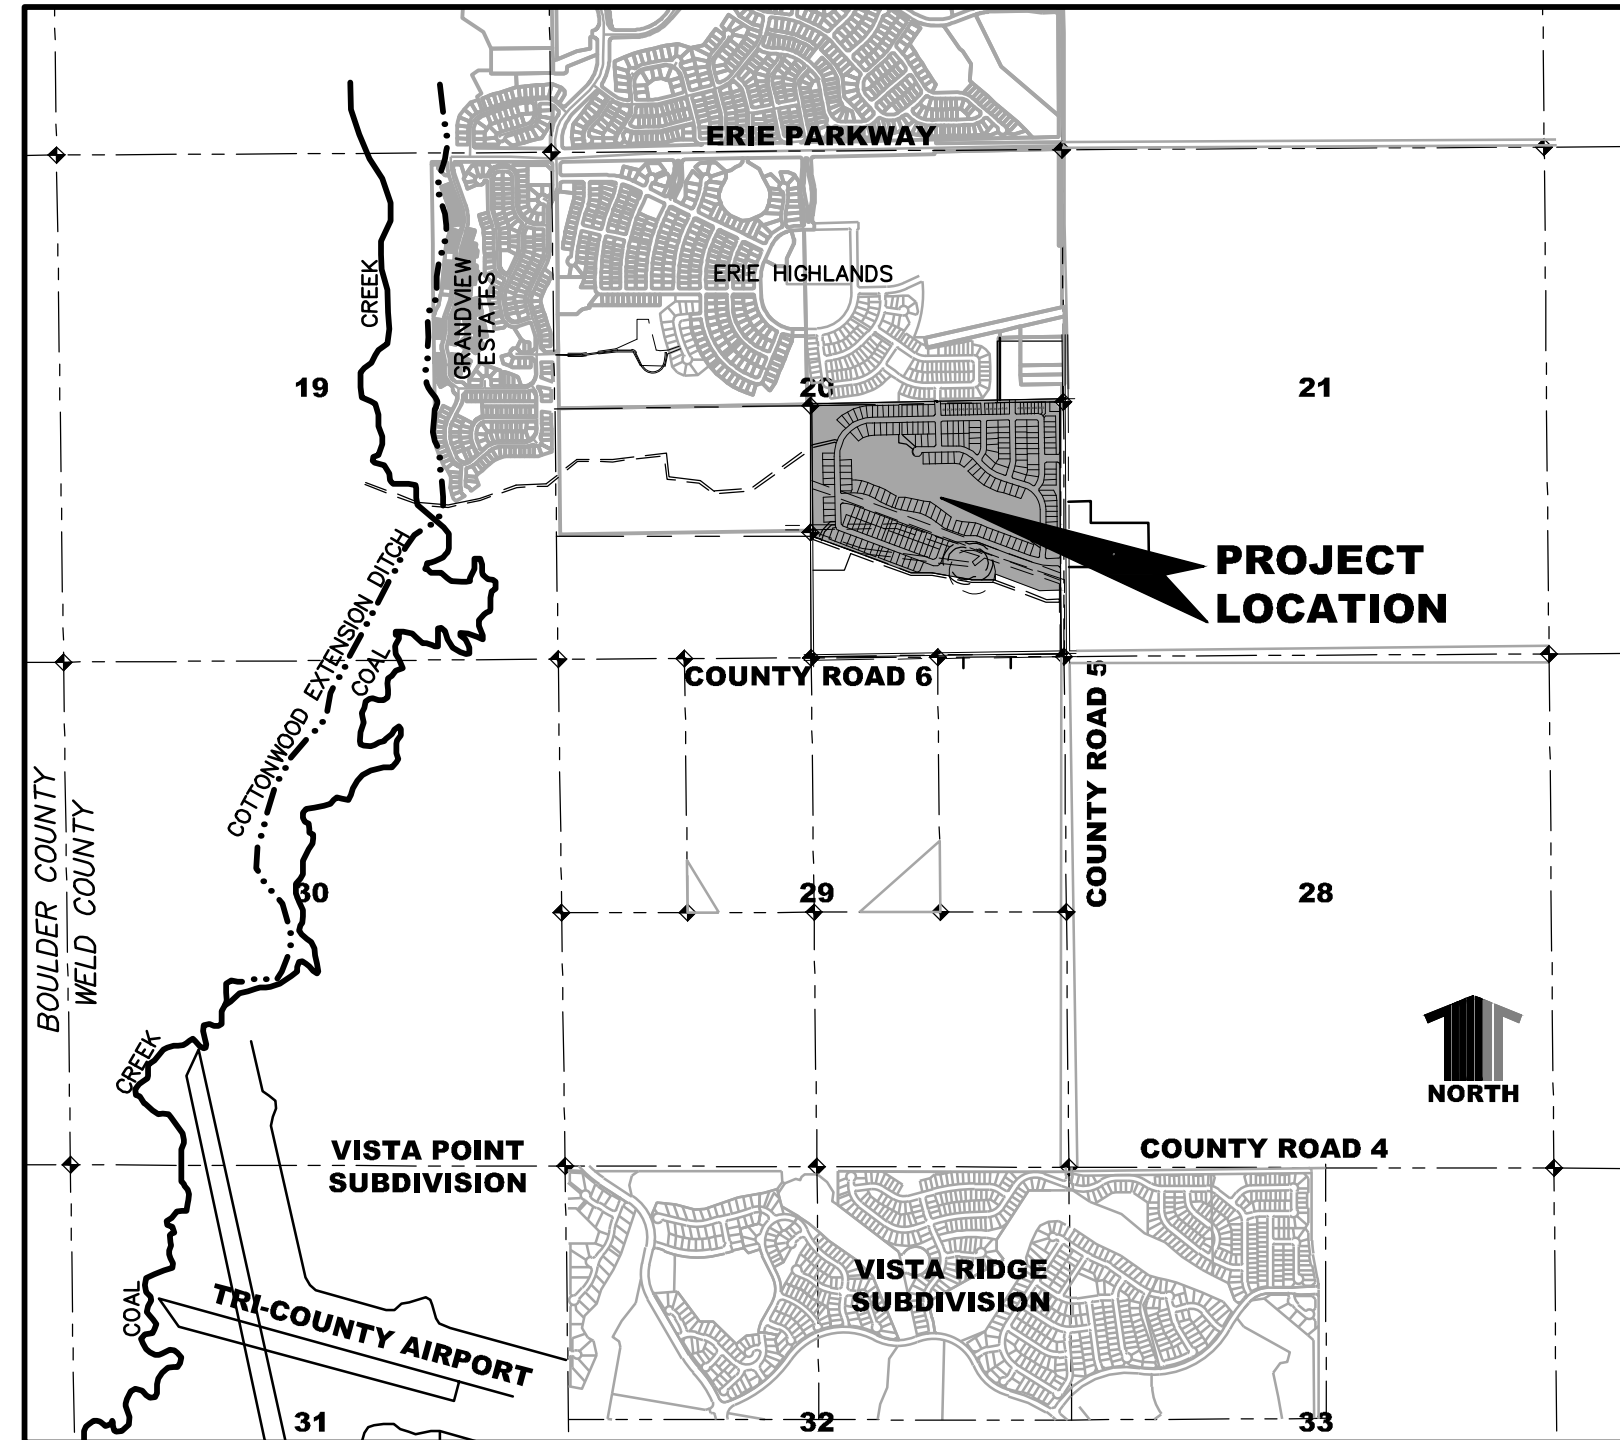 ERIE PARKWAY
ERIE HIGHLANDS
CREEK
GRANDVIEW
ESTATES
19
20
21
PROJECT
LOCATION
COTTONWOOD EXTENSION DITCH
COAL
COUNTY ROAD 6
COUNTY ROAD 5
BOULDER COUNTY
WELD COUNTY
30
29
28
CREEK
NORTH
VISTA POINT
SUBDIVISION
COUNTY ROAD 4
VISTA RIDGE
SUBDIVISION
COAL
TRI-COUNTY AIRPORT
31
32
33